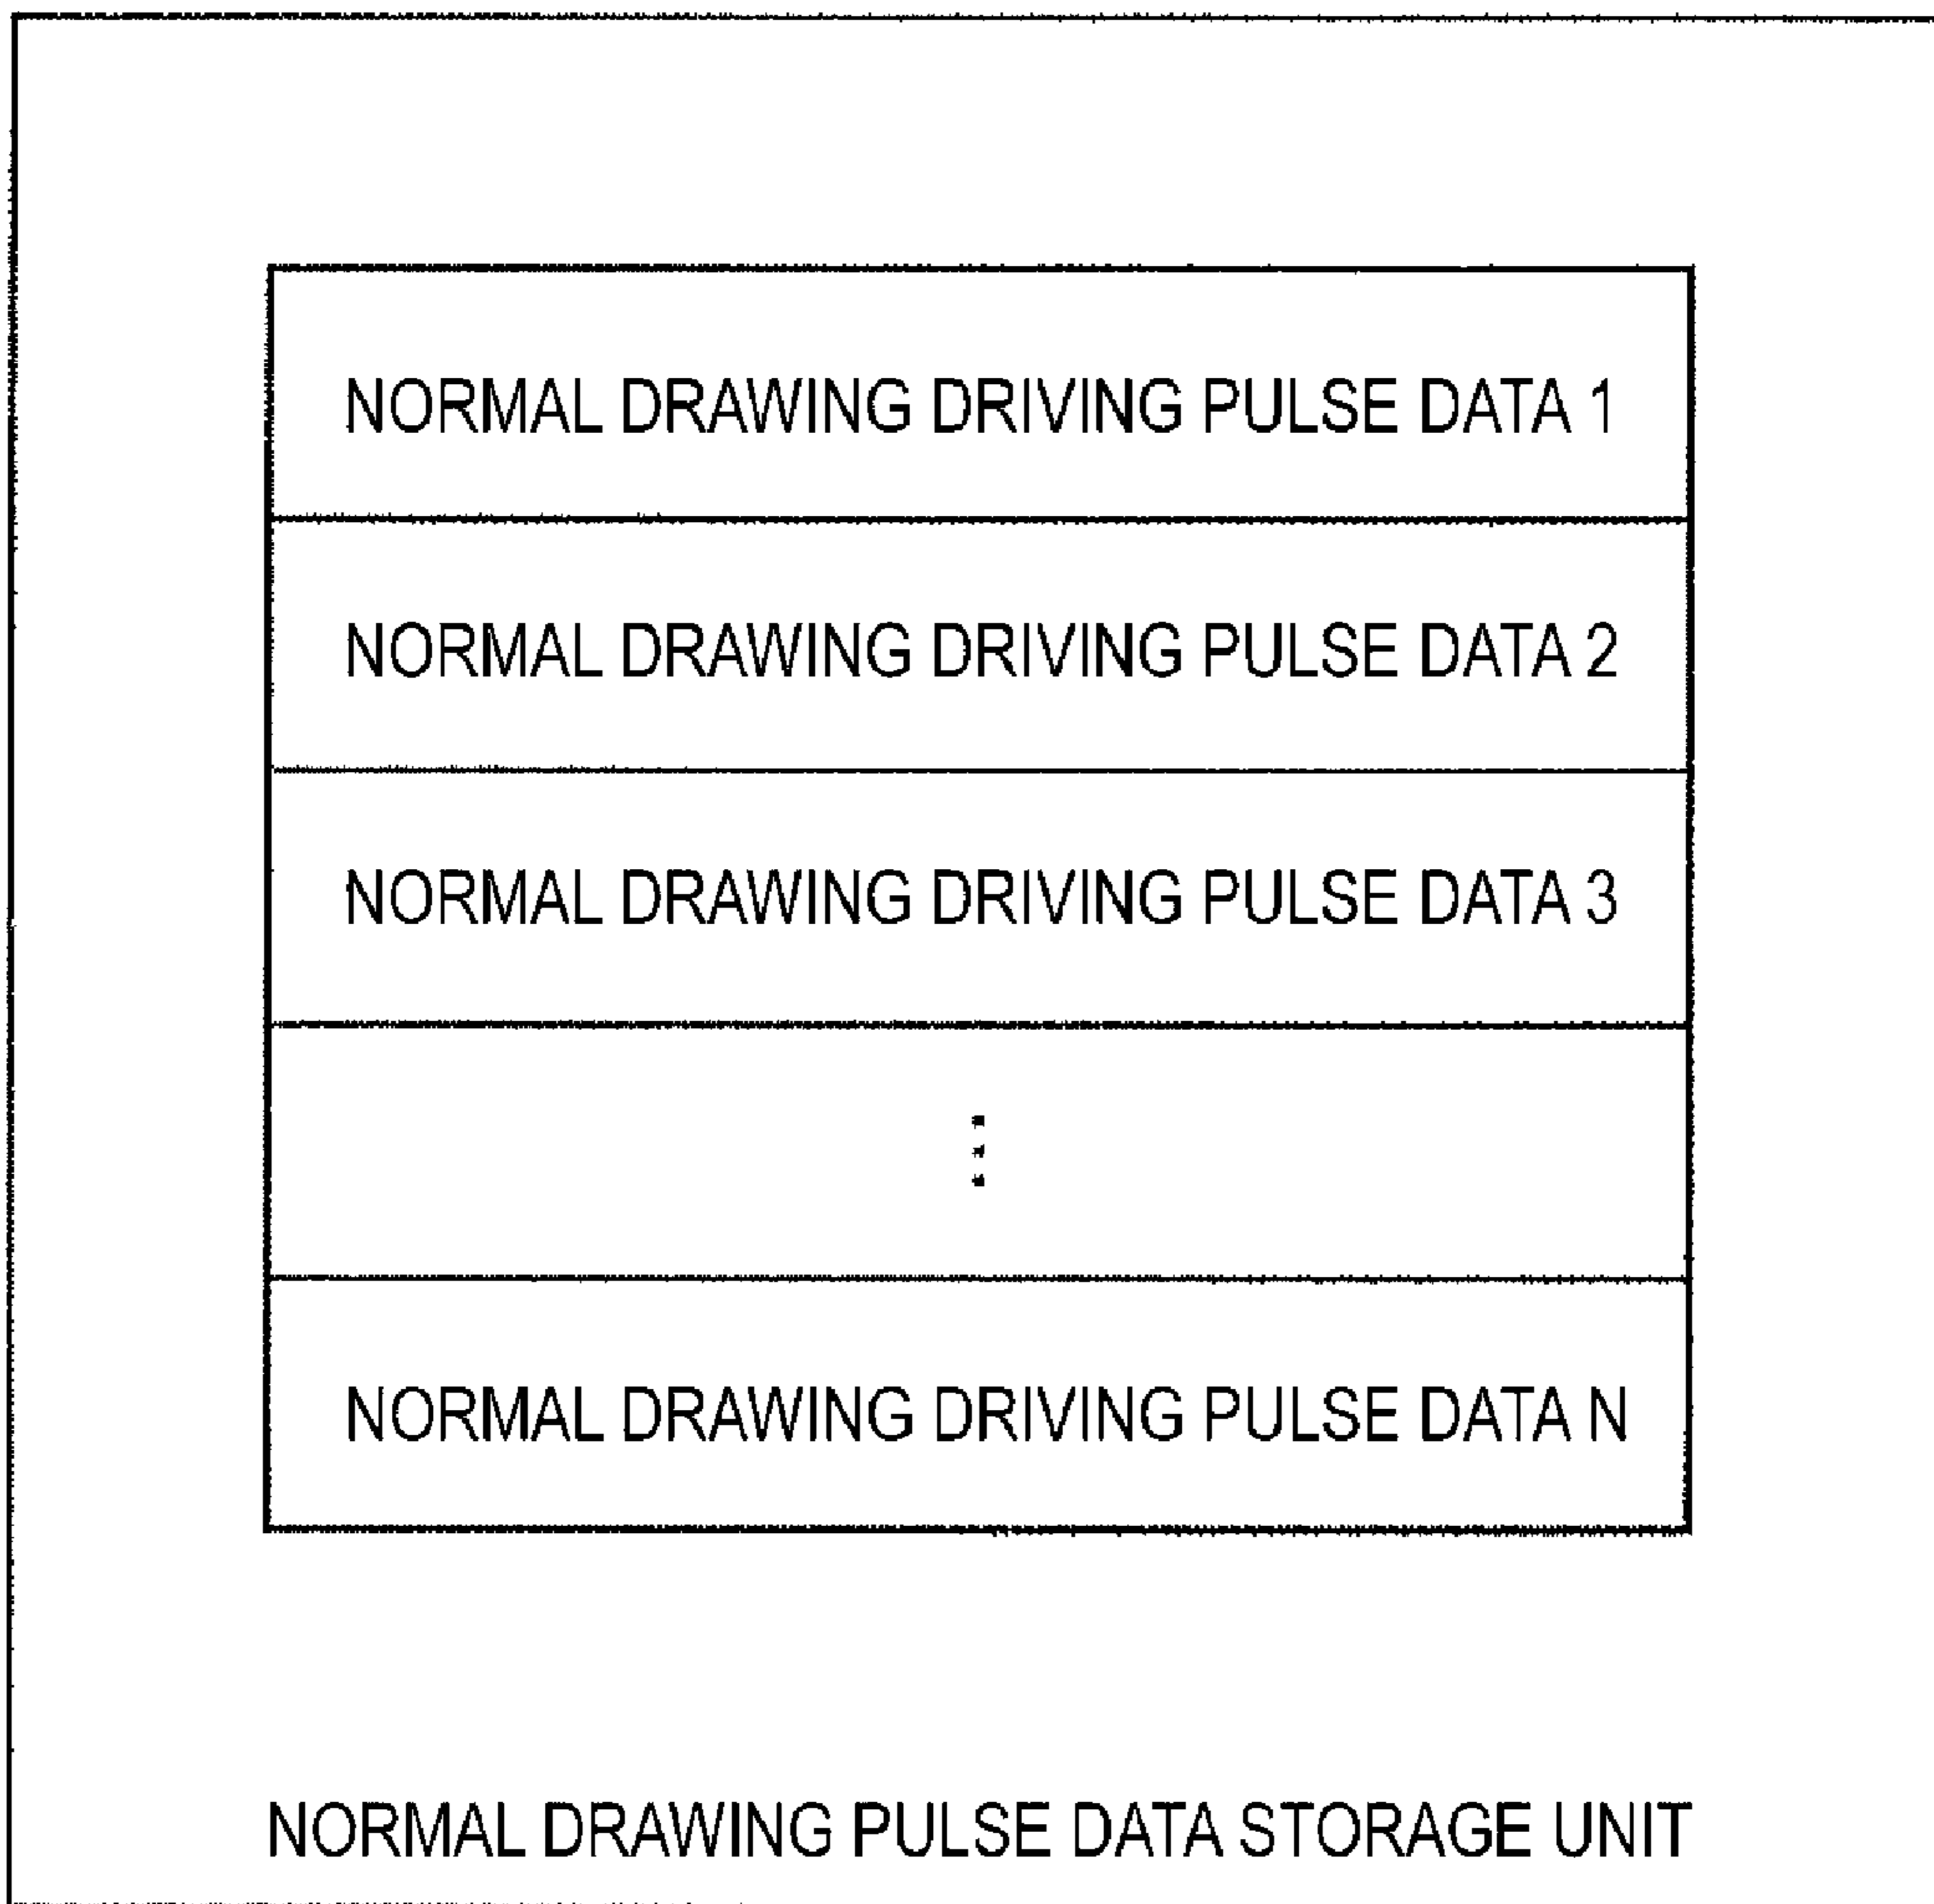 NORMAL DRAWING DRIVING PULSE DATA 1
NORMAL DRAWING DRIVING PULSE DATA 2
NORMAL DRAWING DRIVING PULSE DATA 3
⋮
NORMAL DRAWING DRIVING PULSE DATA N
NORMAL DRAWING PULSE DATA STORAGE UNIT